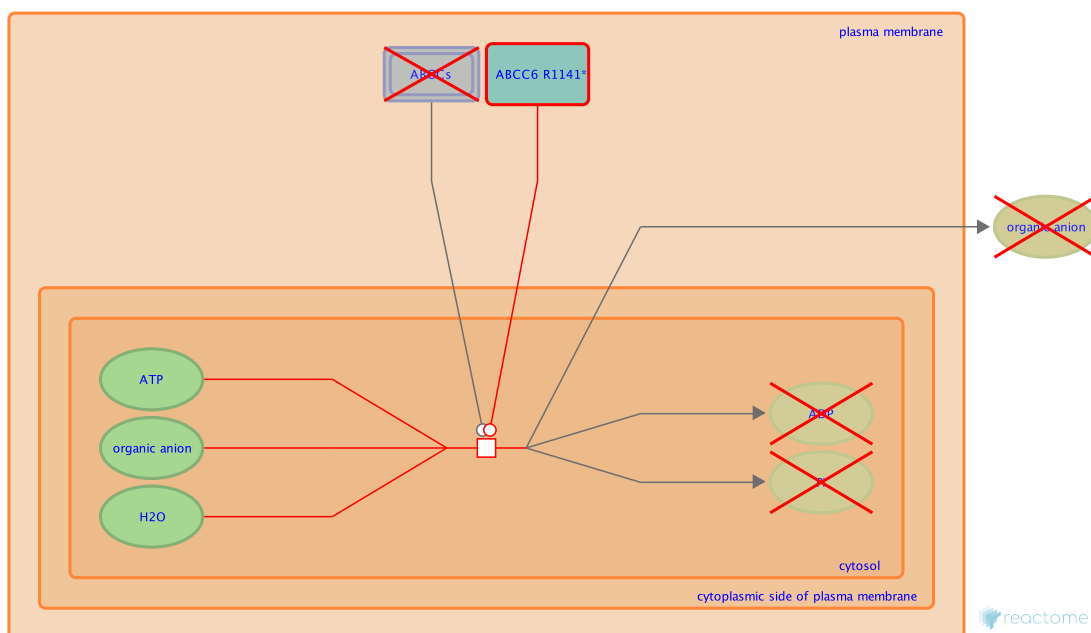 plasma membrane
ABCCs
ABCC6 R1141*
organic anion
ATP
ADP
organic anion
Pi
H2O
cytosol
cytoplasmic side of plasma membrane
reactome